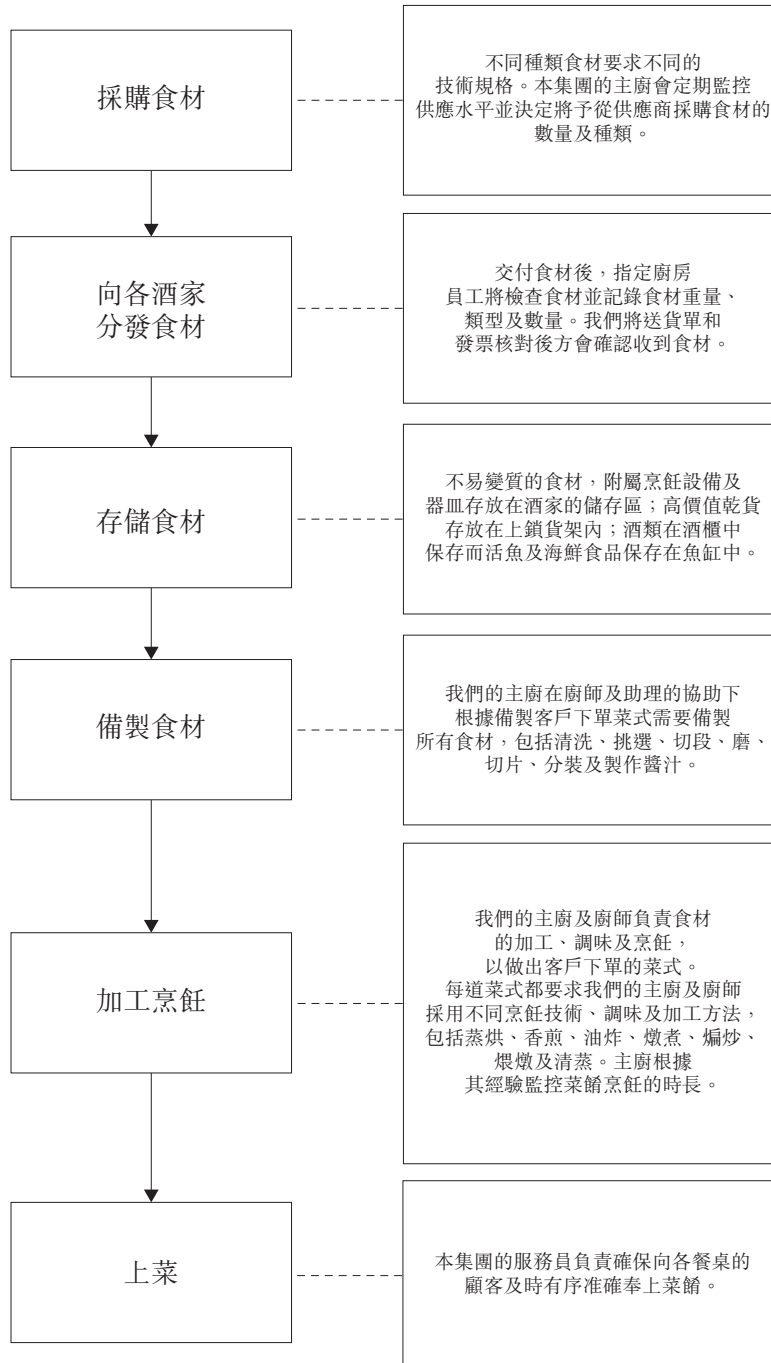 採購食材
不同種類食材要求不同的
技術規格。本集團的主廚會定期監控
供應水平並決定將予從供應商採購食材的
數量及種類。
向各酒家
分發食材
交付食材後，指定廚房
員工將檢查食材並記錄食材重量、
類型及數量。我們將送貨單和
發票核對後方會確認收到食材。
存儲食材
不易變質的食材，附屬烹飪設備及
器皿存放在酒家的儲存區；高價值乾貨
存放在上鎖貨架內；酒類在酒櫃中
保存而活魚及海鮮食品保存在魚缸中。
備製食材
我們的主廚在廚師及助理的協助下
根據備製客戶下單菜式需要備製
所有食材，包括清洗、挑選、切段、磨、
切片、分裝及製作醬汁。
加工烹飪
我們的主廚及廚師負責食材
的加工、調味及烹飪，
以做出客戶下單的菜式。
每道菜式都要求我們的主廚及廚師
採用不同烹飪技術、調味及加工方法，
包括蒸烘、香煎、油炸、燉煮、煸炒、
煨燉及清蒸。主廚根據
其經驗監控菜餚烹飪的時長。
上菜
本集團的服務員負責確保向各餐桌的
顧客及時有序准確奉上菜餚。